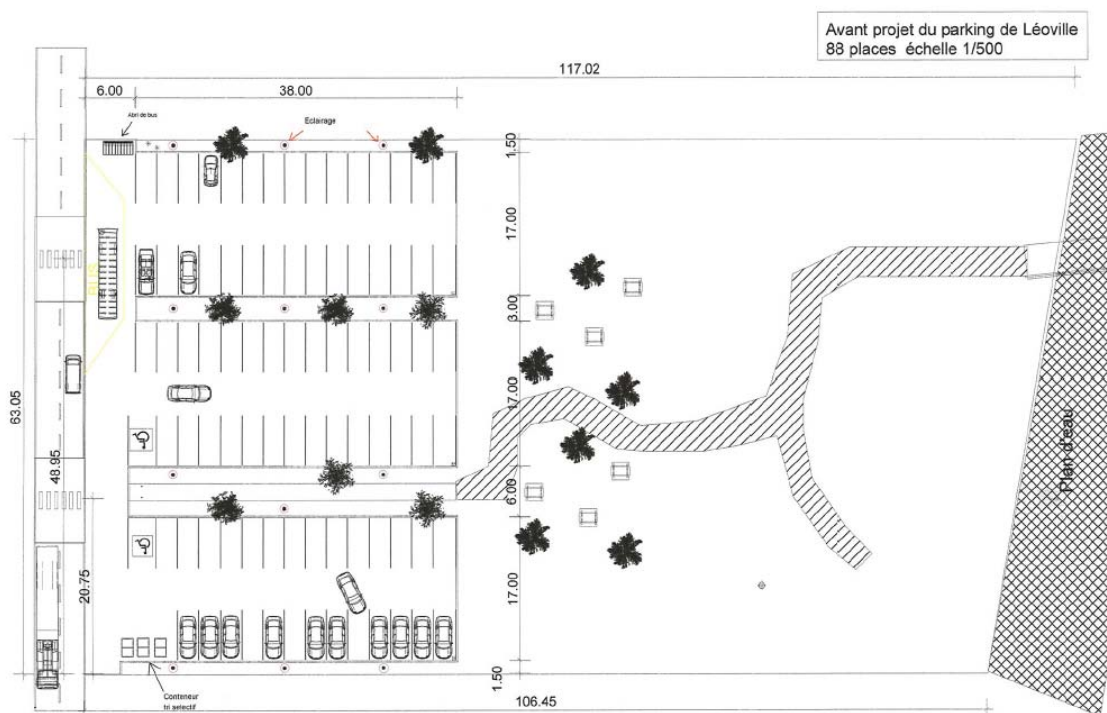 Avant projet du parking de Léoville
88 places échelle 1/500
117.02
6.00
38.00
Abri de bus
Eclairage
1.50
17.00
BUS
3.00
63.05
17.00
48.95
Plan d'eau
6.00
20.75
17.00
1.50
Conteneur
tri selectif
106.45